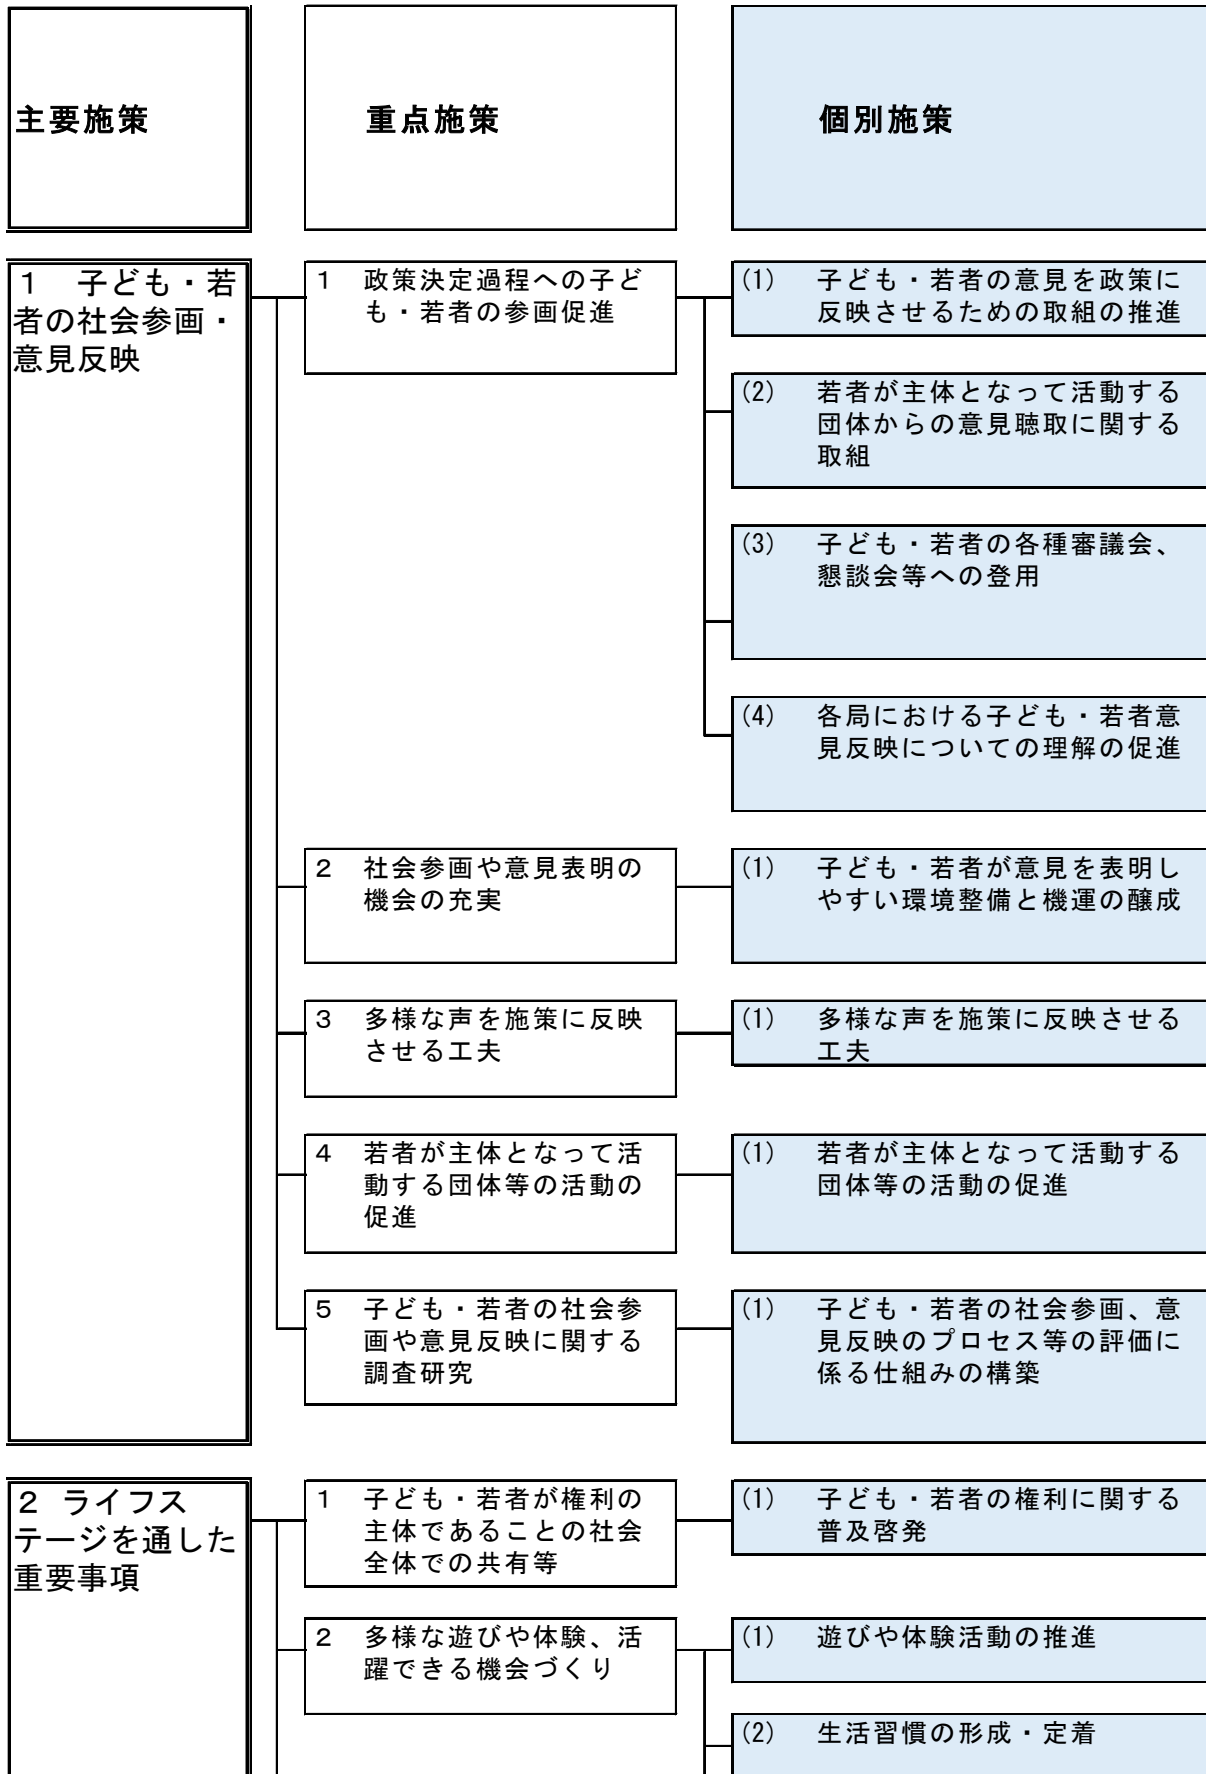 主要施策
重点施策
個別施策
１　子ども・若
者の社会参画・
意見反映
１　政策決定過程への子ど
も・若者の参画促進
(1)　子ども・若者の意見を政策に
反映させるための取組の推進
(2)　若者が主体となって活動する
団体からの意見聴取に関する
取組
(3)　子ども・若者の各種審議会、
懇談会等への登用
(4)　各局における子ども・若者意
見反映についての理解の促進
２　社会参画や意見表明の
機会の充実
(1)　子ども・若者が意見を表明し
やすい環境整備と機運の醸成
３　多様な声を施策に反映
させる工夫
(1)　多様な声を施策に反映させる
工夫
４　若者が主体となって活
動する団体等の活動の
促進
(1)　若者が主体となって活動する
団体等の活動の促進
５　子ども・若者の社会参
画や意見反映に関する
調査研究
(1)　子ども・若者の社会参画、意
見反映のプロセス等の評価に
係る仕組みの構築
２ ライフス
テージを通した
重要事項
１　子ども・若者が権利の
主体であることの社会
全体での共有等
(1)　子ども・若者の権利に関する
普及啓発
２　多様な遊びや体験、活
躍できる機会づくり
(1)　遊びや体験活動の推進
(2)　生活習慣の形成・定着